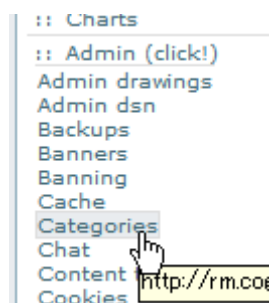 :: Charts
:: Admin (click!)
Admin drawings
Admin dsn
Backups
Banners
Banning
Cache
Categories
Chat
Content
http://rm.co
Cookies